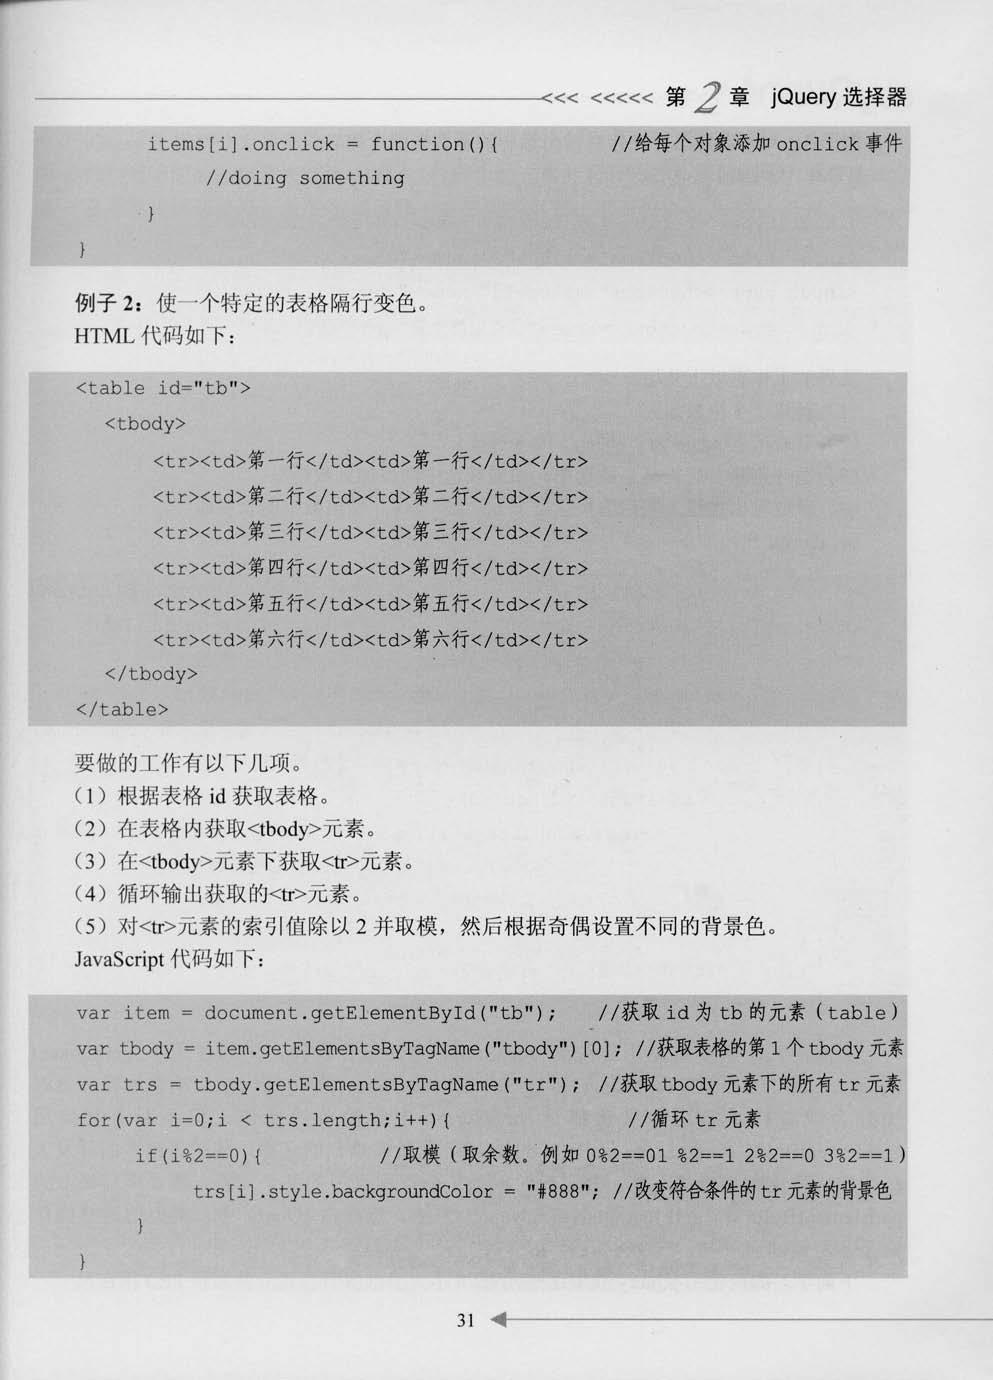 <<< <<<<< 第 2 章 jQuery 选择器
items[i].onclick = function(){ //给每个对象添加 onclick 事件
//doing something
}
}
例子 2：使一个特定的表格隔行变色。
HTML 代码如下：
<table id="tb">
<tbody>
<tr><td>第一行</td><td>第一行</td></tr>
<tr><td>第二行</td><td>第二行</td></tr>
<tr><td>第三行</td><td>第三行</td></tr>
<tr><td>第四行</td><td>第四行</td></tr>
<tr><td>第五行</td><td>第五行</td></tr>
<tr><td>第六行</td><td>第六行</td></tr>
</tbody>
</table>
要做的工作有以下几项。
（1）根据表格 id 获取表格。
（2）在表格内获取<tbody>元素。
（3）在<tbody>元素下获取<tr>元素。
（4）循环输出获取的<tr>元素。
（5）对<tr>元素的索引值除以 2 并取模，然后根据奇偶设置不同的背景色。
JavaScript 代码如下：
var item = document.getElementById("tb"); //获取 id 为 tb 的元素（table）
var tbody = item.getElementsByTagName("tbody")[0]; //获取表格的第 1 个 tbody 元素
var trs = tbody.getElementsByTagName("tr"); //获取 tbody 元素下的所有 tr 元素
for(var i=0;i < trs.length;i++){ //循环 tr 元素
if(i%2==0){ //取模（取余数。例如 0%2==01 %2==1 2%2==0 3%2==1）
trs[i].style.backgroundColor = "#888"; //改变符合条件的 tr 元素的背景色
}
}
31